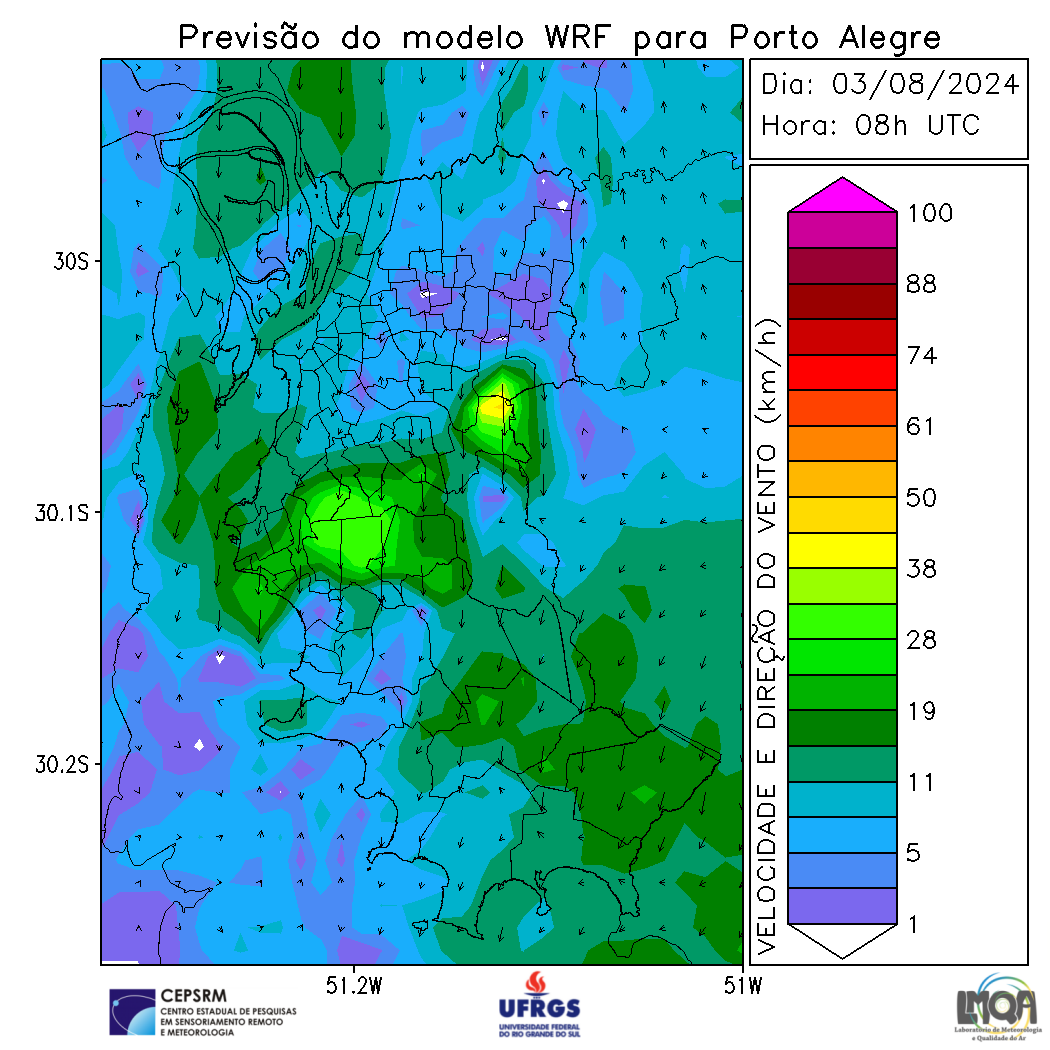 Previsão do modelo WRF para Porto Alegre
Dia: 03/08/2024
Hora: 08h UTC
30S
30.1S
30.2S
51.2W
51W
VELOCIDADE E DIREÇÃO DO VENTO (km/h)
100
88
74
61
50
38
28
19
11
5
1
CEPSRM
CENTRO ESTADUAL DE PESQUISAS
EM SENSORIAMENTO REMOTO
E METEOROLOGIA
UFRGS
UNIVERSIDADE FEDERAL
DO RIO GRANDE DO SUL
LMQA
Laboratório de Meteorologia
e Qualidade do Ar